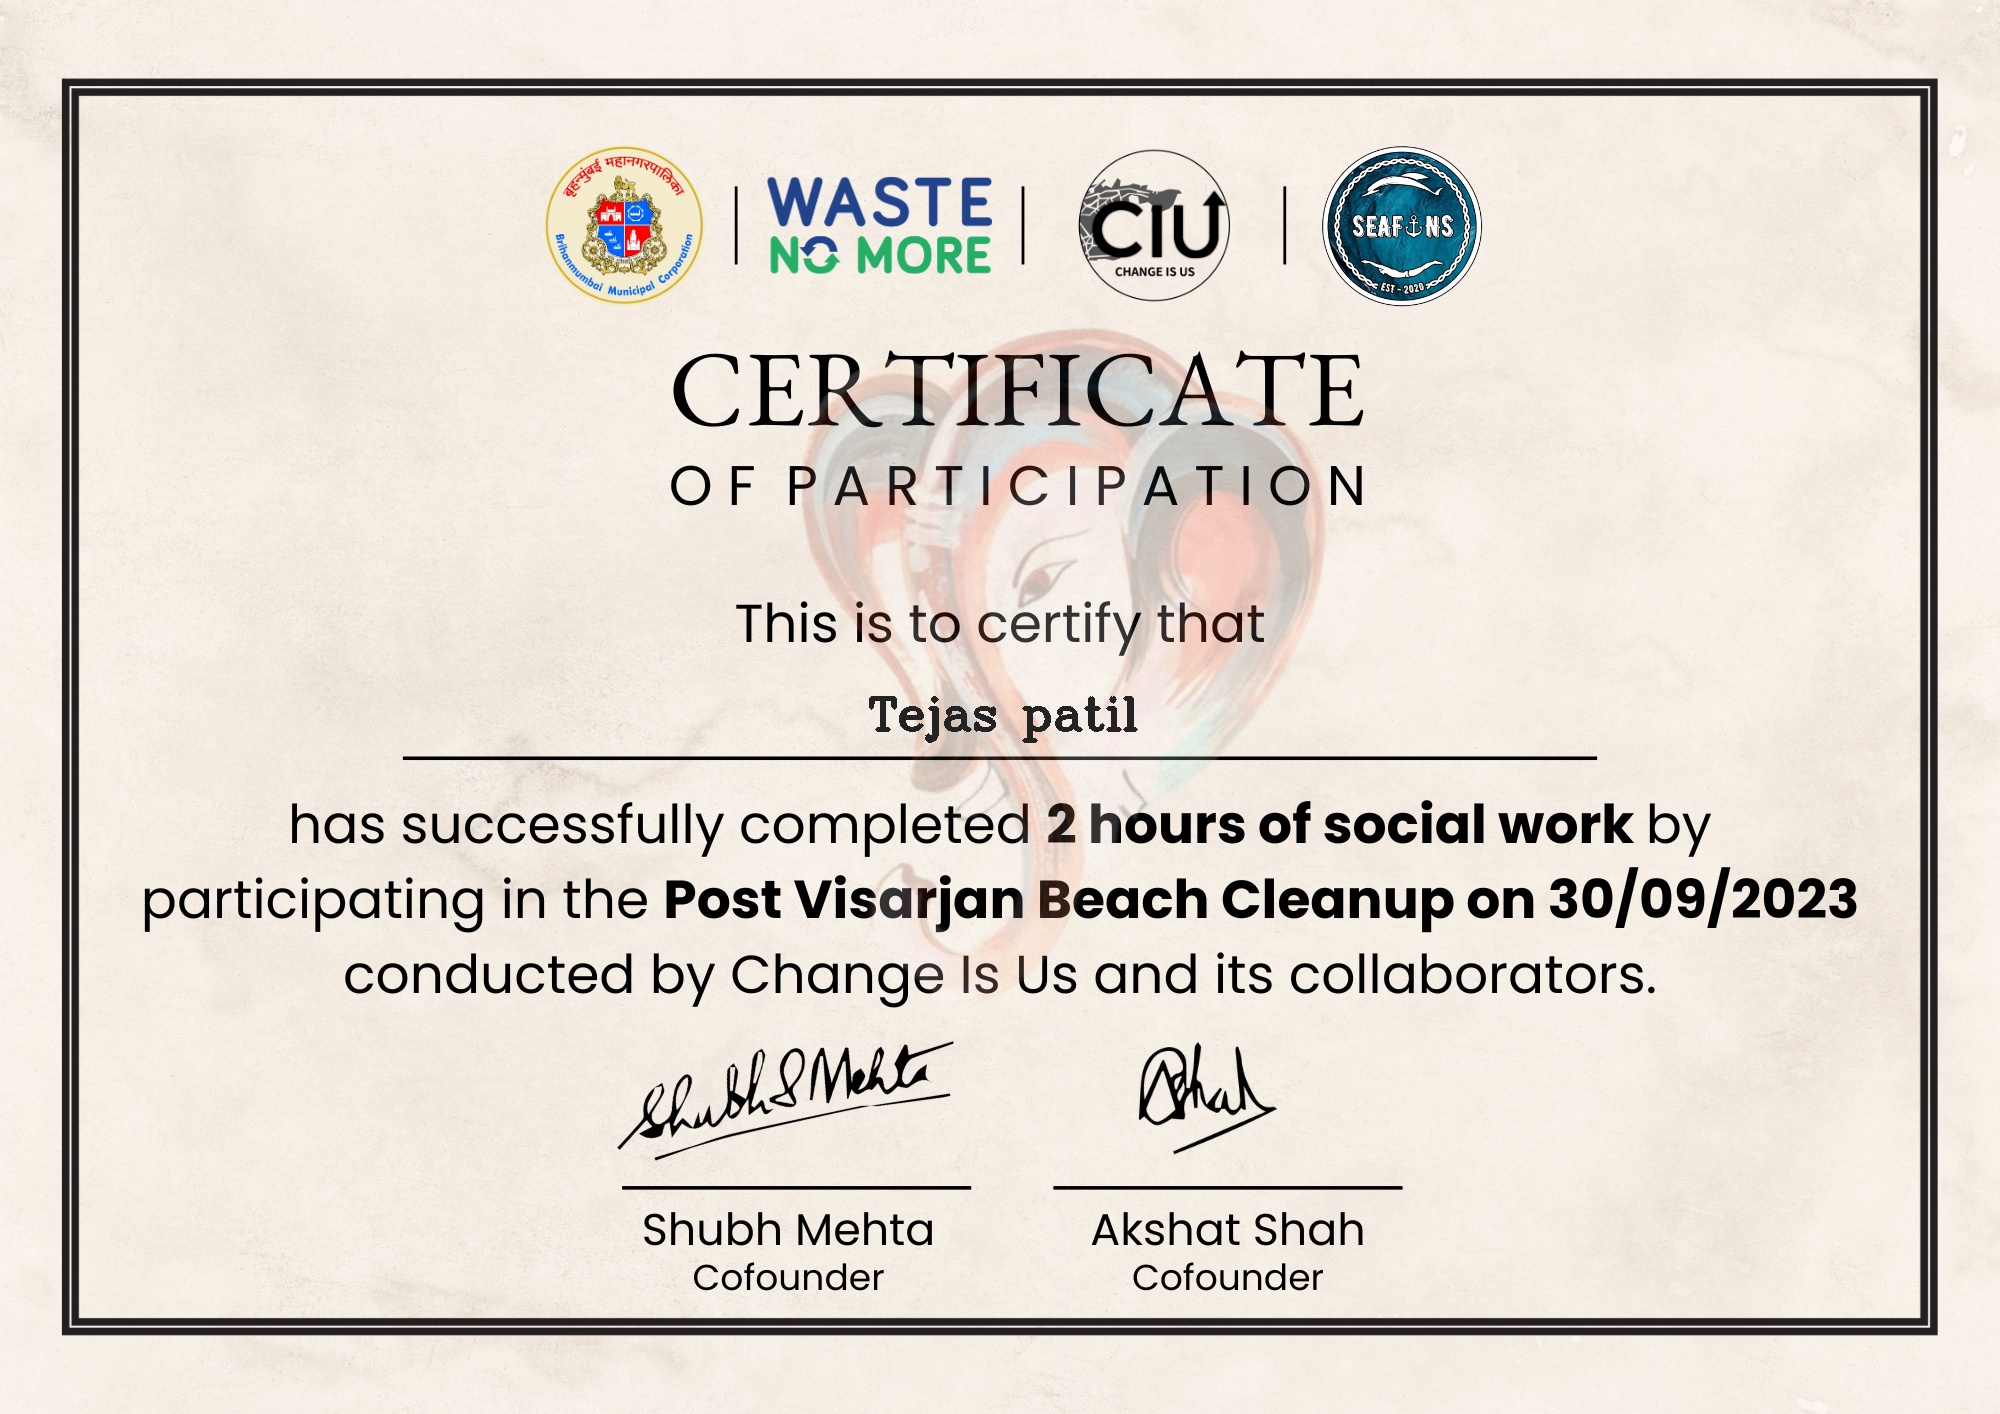 बृहन्मुंबई महानगरपालिका
Brihanmumbai Municipal Corporation
WASTE
NO MORE
CIU
CHANGE IS US
SEAFINS
EST - 2020
CERTIFICATE
OF PARTICIPATION
This is to certify that
Tejas patil
has successfully completed 2 hours of social work by
participating in the Post Visarjan Beach Cleanup on 30/09/2023
conducted by Change Is Us and its collaborators.
Shubh S Mehta
AShah
Shubh Mehta
Akshat Shah
Cofounder
Cofounder